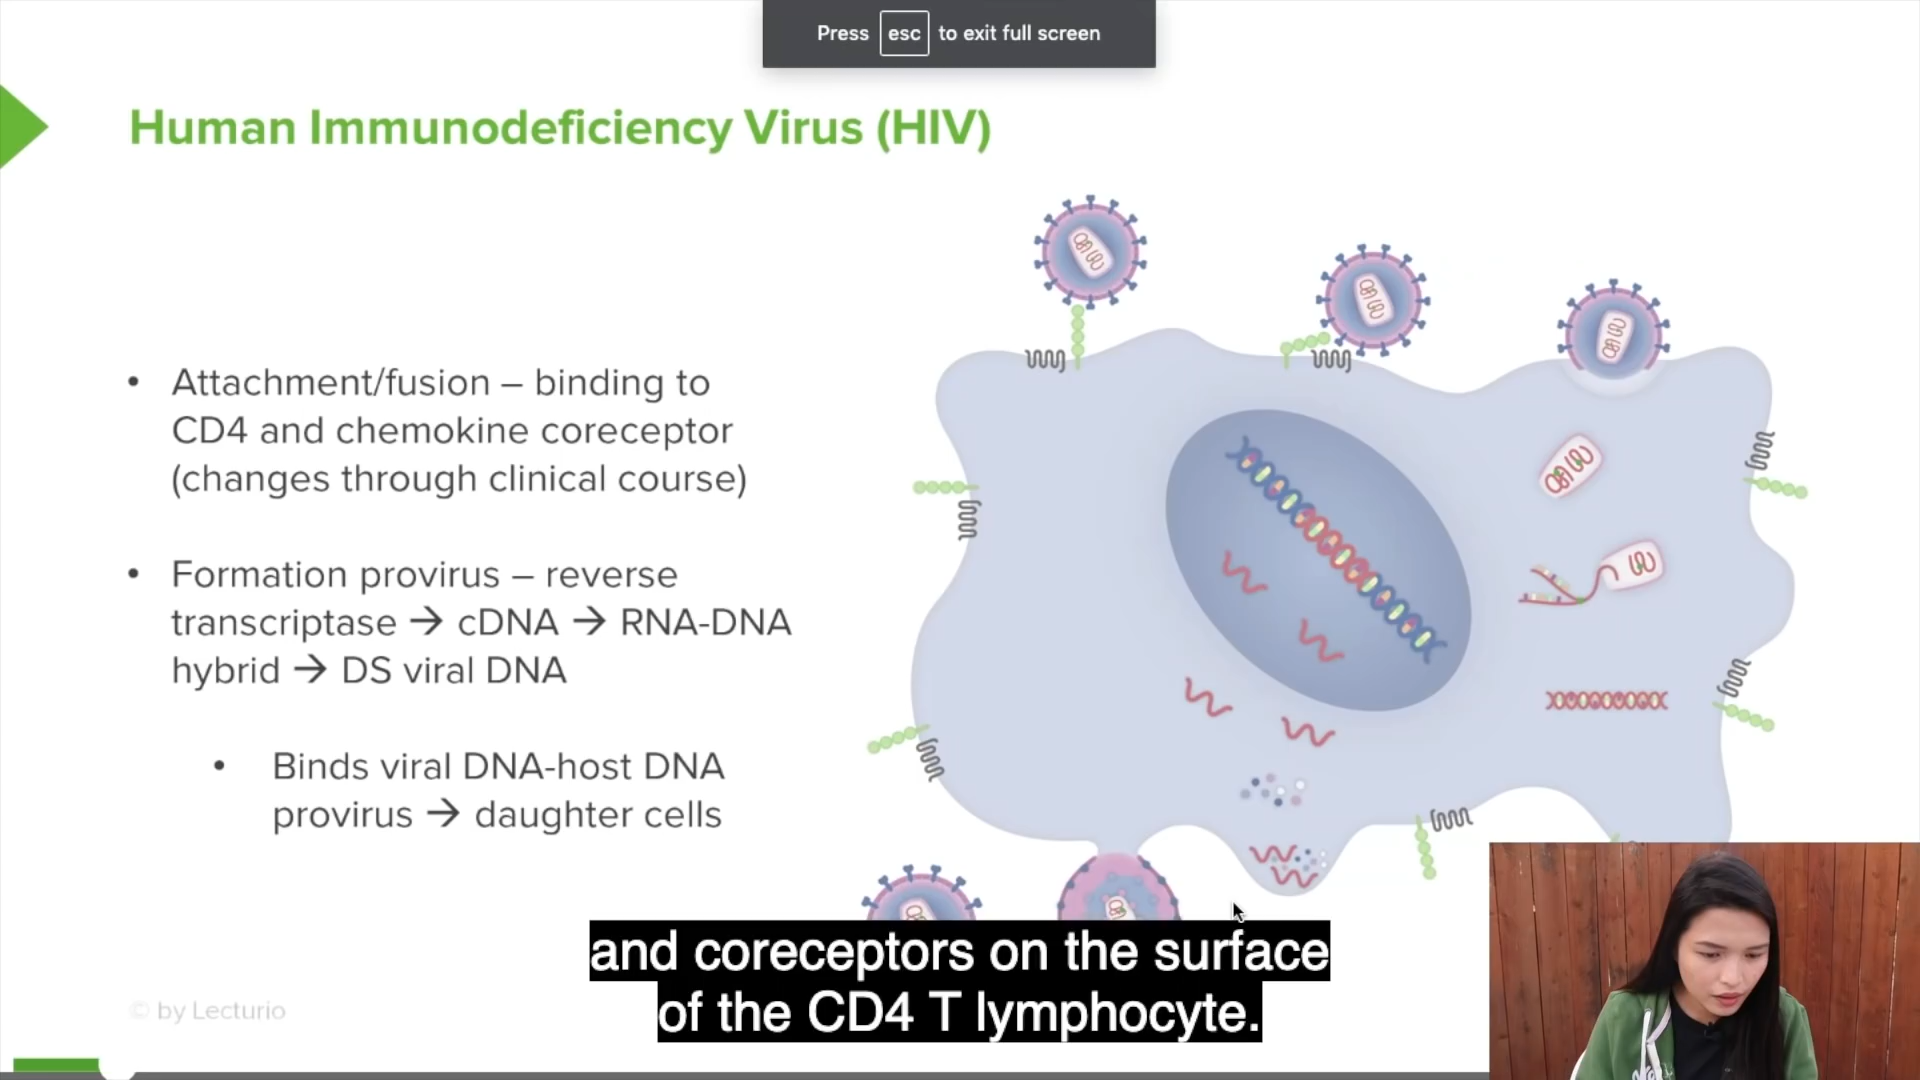 Press esc to exit full screen
Human Immunodeficiency Virus (HIV)
• Attachment/fusion – binding to
CD4 and chemokine coreceptor
(changes through clinical course)
• Formation provirus – reverse
transcriptase → cDNA → RNA-DNA
hybrid → DS viral DNA
• Binds viral DNA-host DNA
provirus → daughter cells
and coreceptors on the surface
of the CD4 T lymphocyte.
© by Lecturio